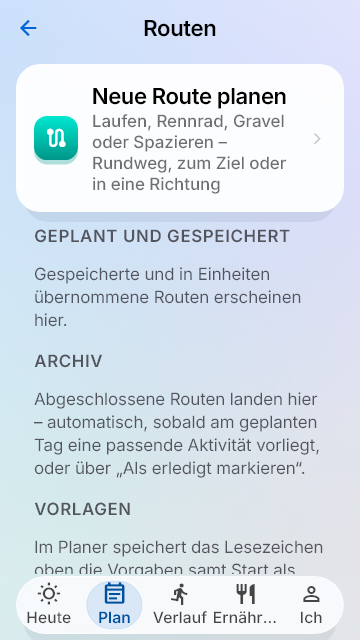 Routen
Neue Route planen
Laufen, Rennrad, Gravel
oder Spazieren –
Rundweg, zum Ziel oder
in eine Richtung
GEPLANT UND GESPEICHERT
Gespeicherte und in Einheiten
übernommene Routen erscheinen
hier.
ARCHIV
Abgeschlossene Routen landen hier
– automatisch, sobald am geplanten
Tag eine passende Aktivität vorliegt,
oder über „Als erledigt markieren“.
VORLAGEN
Im Planer speichert das Lesezeichen
oben die Vorgaben samt Start als
Heute
Plan
Verlauf
Ernähr…
Ich